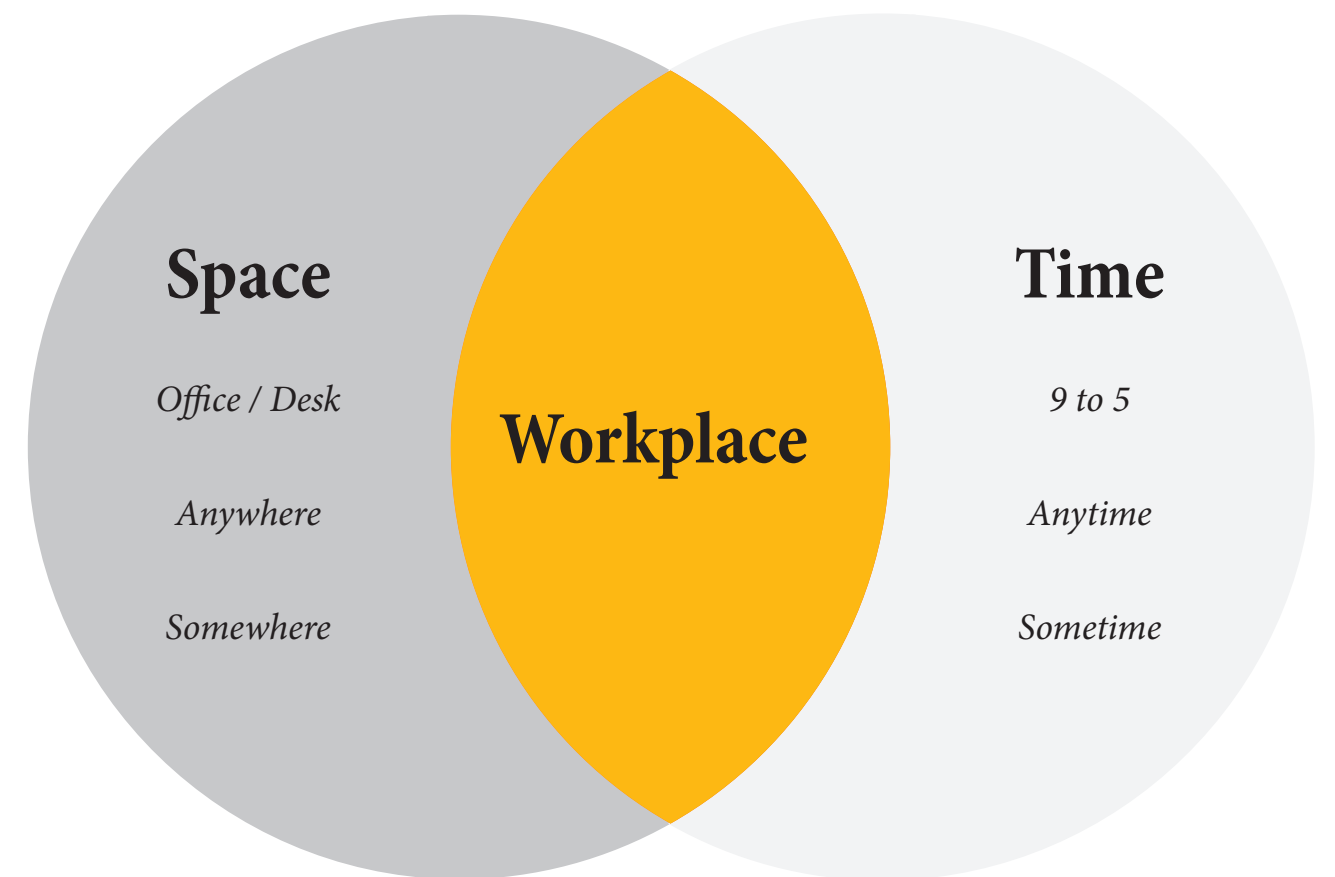 Space
Office / Desk
Anywhere
Somewhere
Workplace
Time
9 to 5
Anytime
Sometime